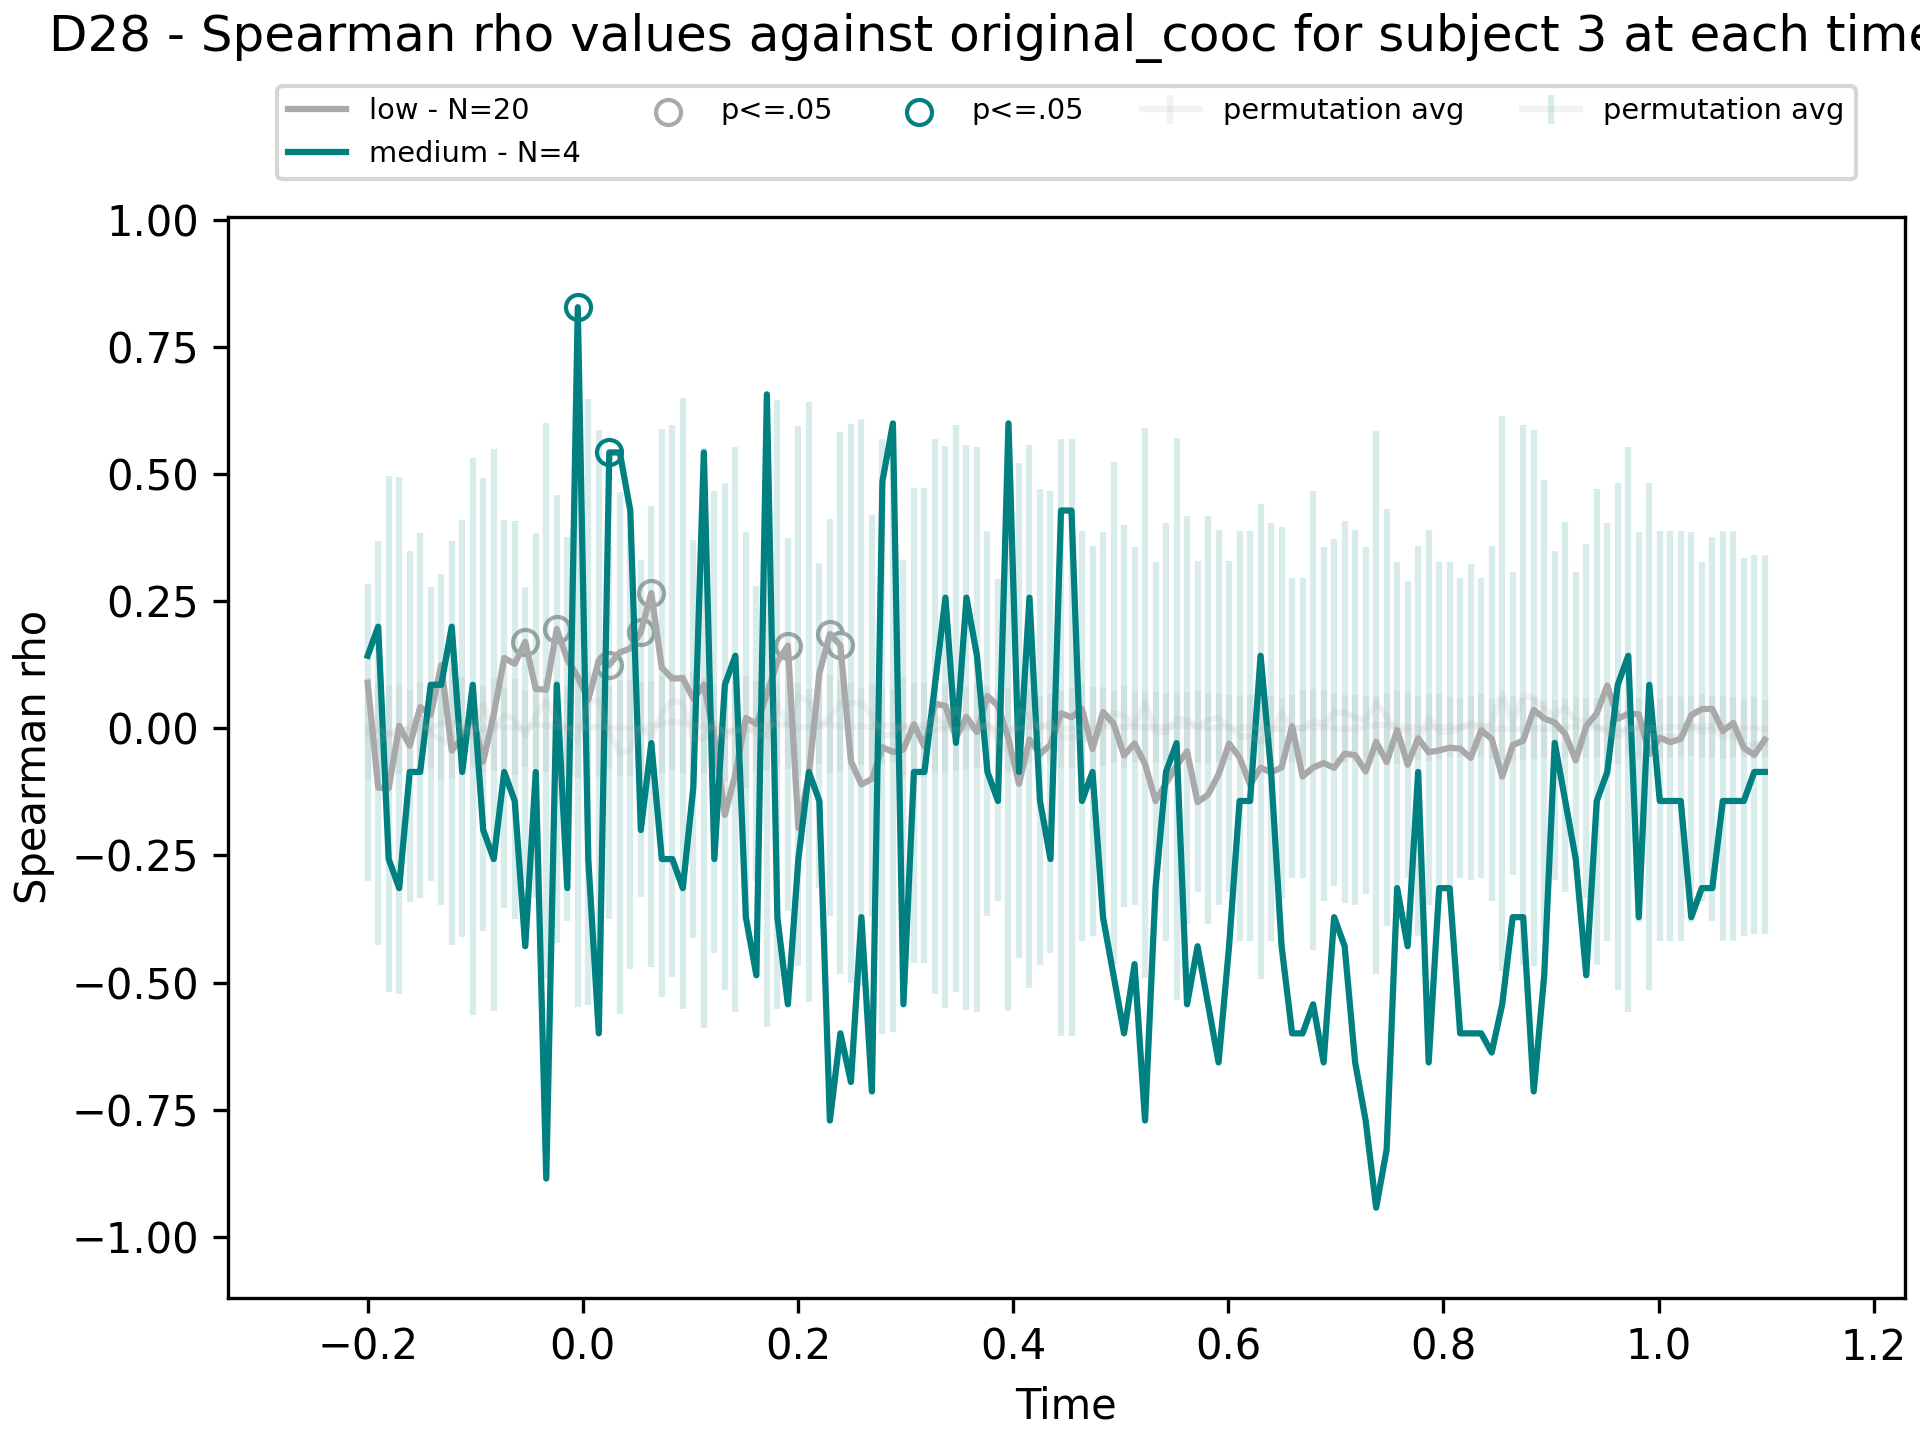 D28 - Spearman rho values against original_cooc for subject 3 at each time
low - N=20 p<=.05 p<=.05 permutation avg permutation avg
medium - N=4
1.00
0.75
0.50
0.25
0.00
−0.25
−0.50
−0.75
−1.00
Spearman rho
−0.2 0.0 0.2 0.4 0.6 0.8 1.0 1.2
Time